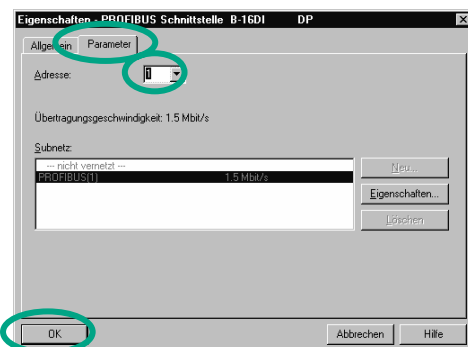 Eigenschaften - PROFIBUS Schnittstelle B-16DI DP
Allgemein Parameter
Adresse: 1
Übertragungsgeschwindigkeit: 1.5 Mbit/s
Subnetz:
--- nicht vernetzt ---
PROFIBUS(1) 1.5 Mbit/s
Neu...
Eigenschaften...
Löschen
OK Abbrechen Hilfe